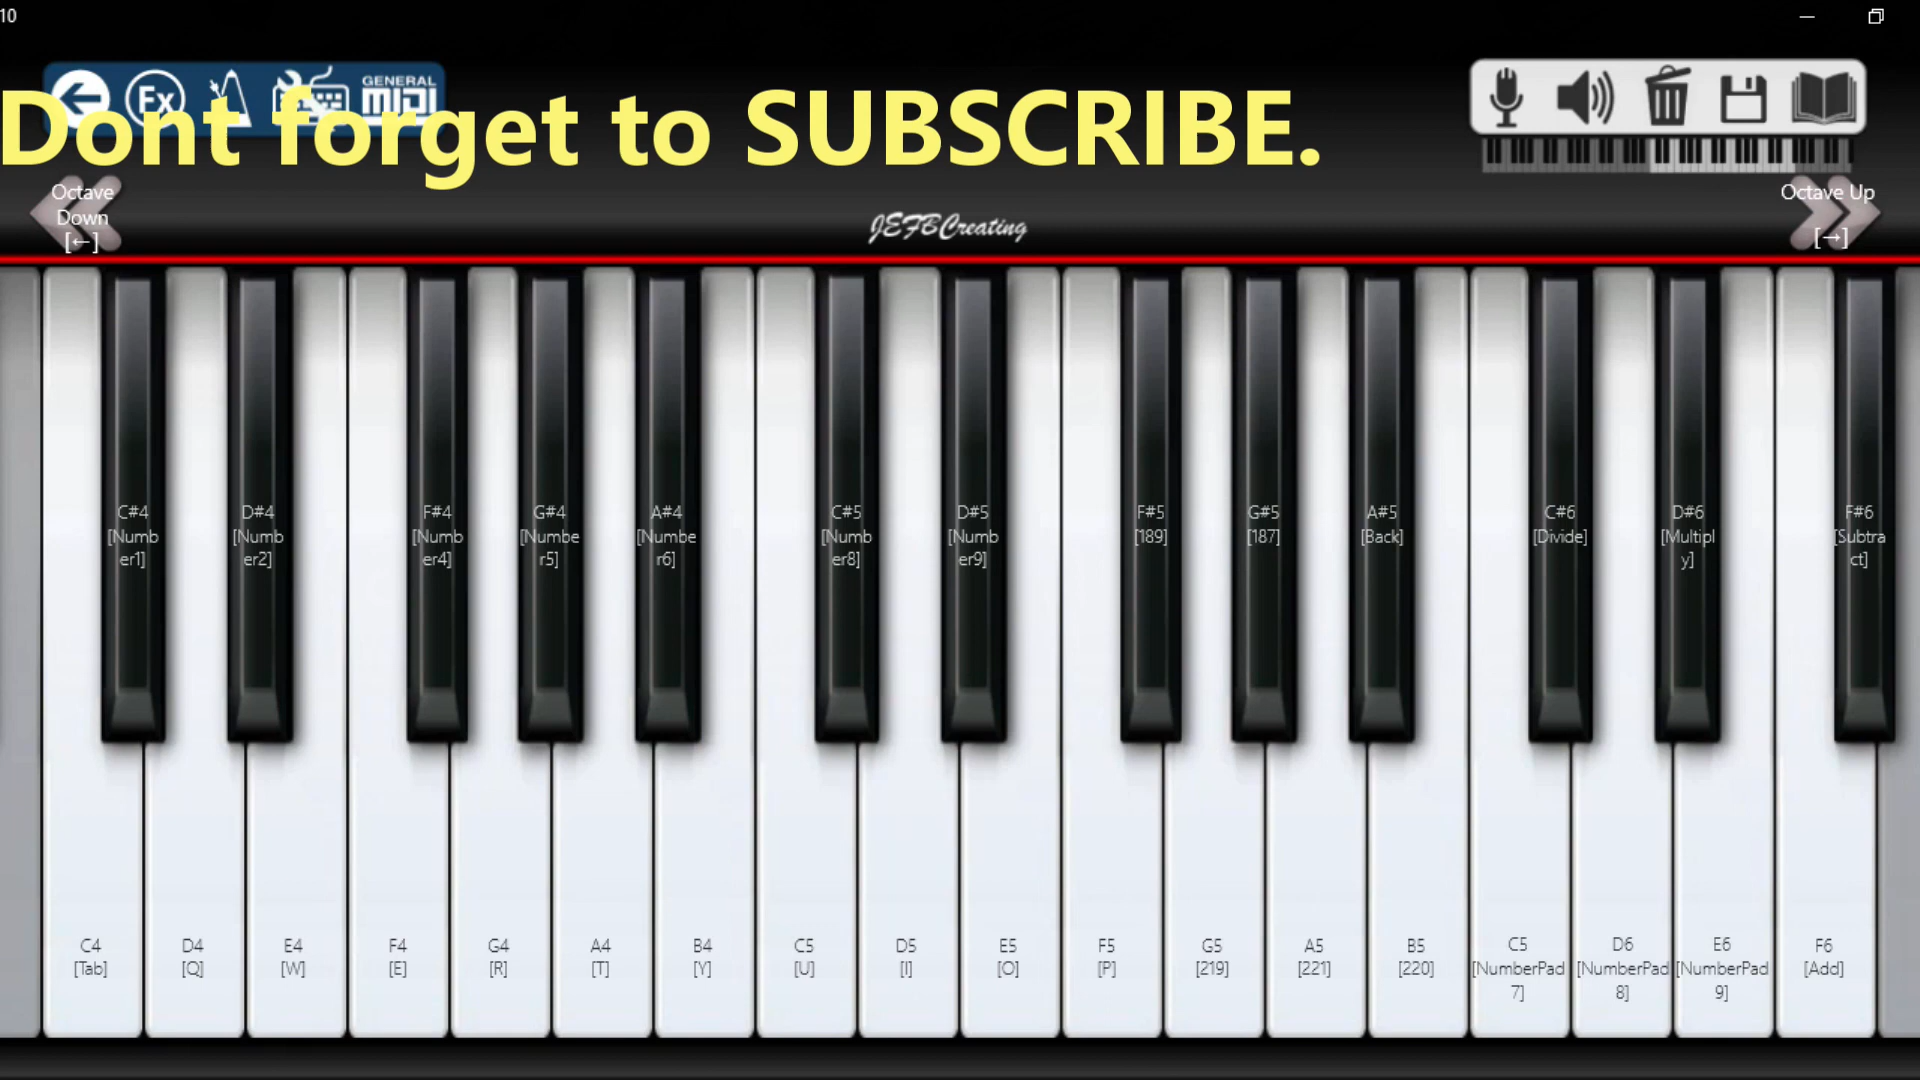 10
GENERAL
MIDI
Ex
Dont forget to SUBSCRIBE.
Octave
Down
[←]
JEFBCreating
Octave Up
[→]
C#4
[Numb
er1]
D#4
[Numb
er2]
F#4
[Numb
er4]
G#4
[Numbe
r5]
A#4
[Numbe
r6]
C#5
[Numb
er8]
D#5
[Numb
er9]
F#5
[189]
G#5
[187]
A#5
[Back]
C#6
[Divide]
D#6
[Multipl
y]
F#6
[Subtra
ct]
C4
[Tab]
D4
[Q]
E4
[W]
F4
[E]
G4
[R]
A4
[T]
B4
[Y]
C5
[U]
D5
[I]
E5
[O]
F5
[P]
G5
[219]
A5
[221]
B5
[220]
C5
[NumberPad
7]
D6
[NumberPad
8]
E6
[NumberPad
9]
F6
[Add]